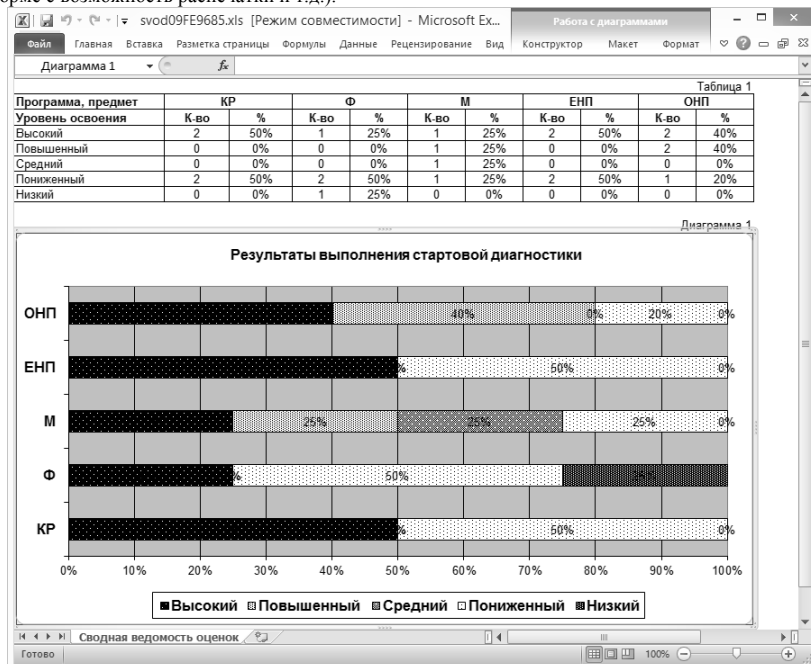 орме с возможность распечатки и т.д.).
svod09FE9685.xls [Режим совместимости] - Microsoft Ex...
Работа с диаграммами
Файл Главная Вставка Разметка страницы Формулы Данные Рецензирование Вид Конструктор Макет Формат
Диаграмма 1 fx
Таблица 1
Программа, предмет КР Ф М ЕНП ОНП
Уровень освоения К-во % К-во % К-во % К-во % К-во %
Высокий 2 50% 1 25% 1 25% 2 50% 2 40%
Повышенный 0 0% 0 0% 1 25% 0 0% 2 40%
Средний 0 0% 0 0% 1 25% 0 0% 0 0%
Пониженный 2 50% 2 50% 1 25% 2 50% 1 20%
Низкий 0 0% 1 25% 0 0% 0 0% 0 0%
Диаграмма 1
Результаты выполнения стартовой диагностики
ОНП 40% 0% 20% 0%
ЕНП % 50% 0%
М 25% 25% 25% 0%
Ф % 50% 25%
КР % 50% 0%
0% 10% 20% 30% 40% 50% 60% 70% 80% 90% 100%
Высокий Повышенный Средний Пониженный Низкий
Сводная ведомость оценок
Готово 100%